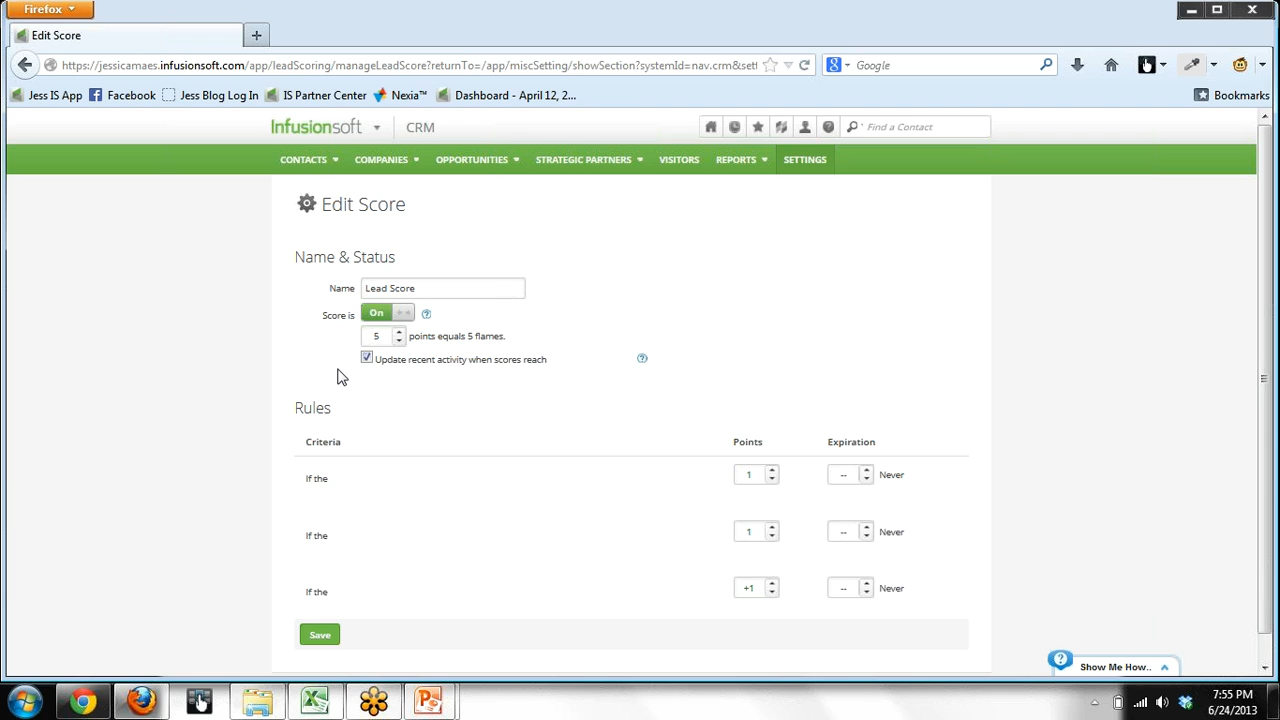 Firefox
Edit Score
https://jessicamaes.infusionsoft.com/app/leadScoring/manageLeadScore?returnTo=/app/miscSetting/showSection?systemId=nav.crm&set
Google
Jess IS App
Facebook
Jess Blog Log In
IS Partner Center
Nexia™
Dashboard - April 12, 2...
Bookmarks
Infusionsoft
CRM
Find a Contact
CONTACTS
COMPANIES
OPPORTUNITIES
STRATEGIC PARTNERS
VISITORS
REPORTS
SETTINGS
Edit Score
Name & Status
Name
Lead Score
Score is
On
5
points equals 5 flames.
Update recent activity when scores reach
Rules
Criteria
Points
Expiration
If the
1
--
Never
If the
1
--
Never
If the
+1
--
Never
Save
Show Me How..
7:55 PM
6/24/2013